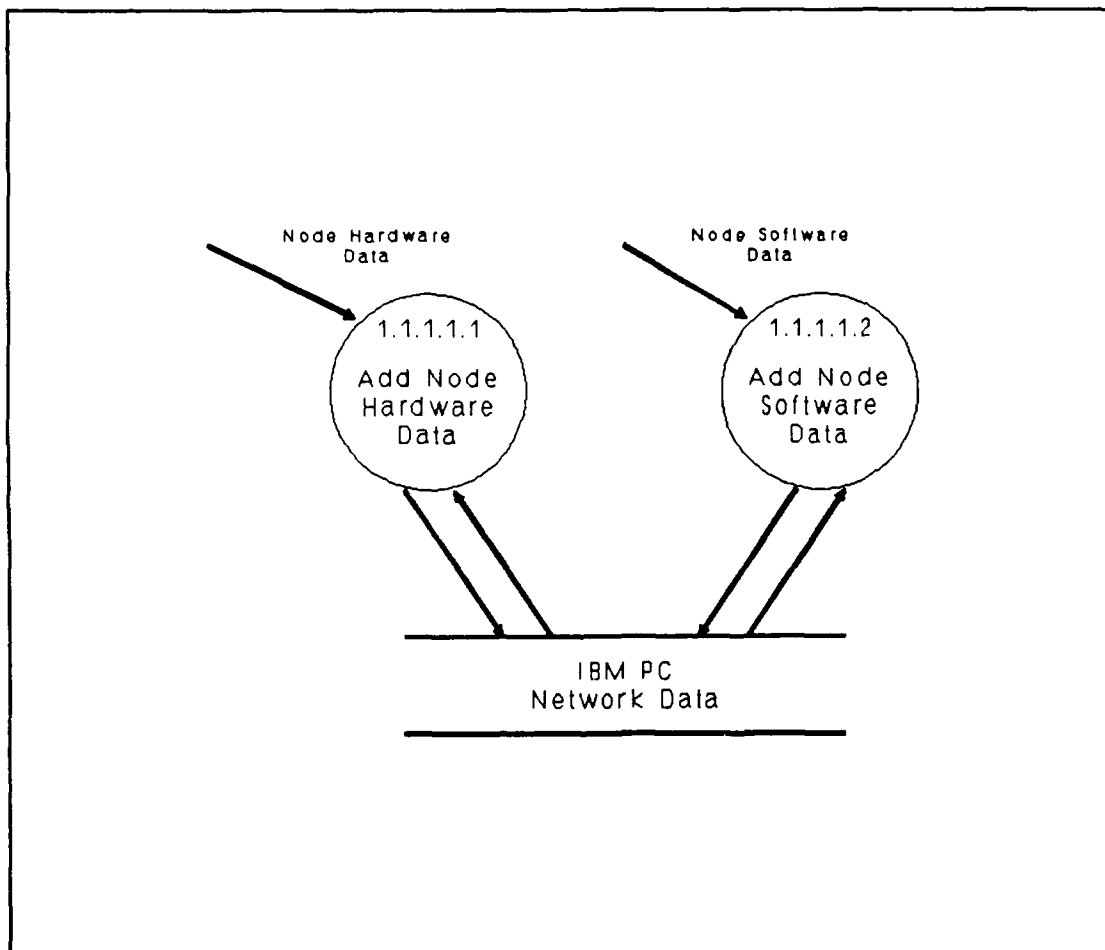 Node Hardware
Data
Node Software
Data
1.1.1.1.1
Add Node
Hardware
Data
1.1.1.1.2
Add Node
Software
Data
IBM PC
Network Data